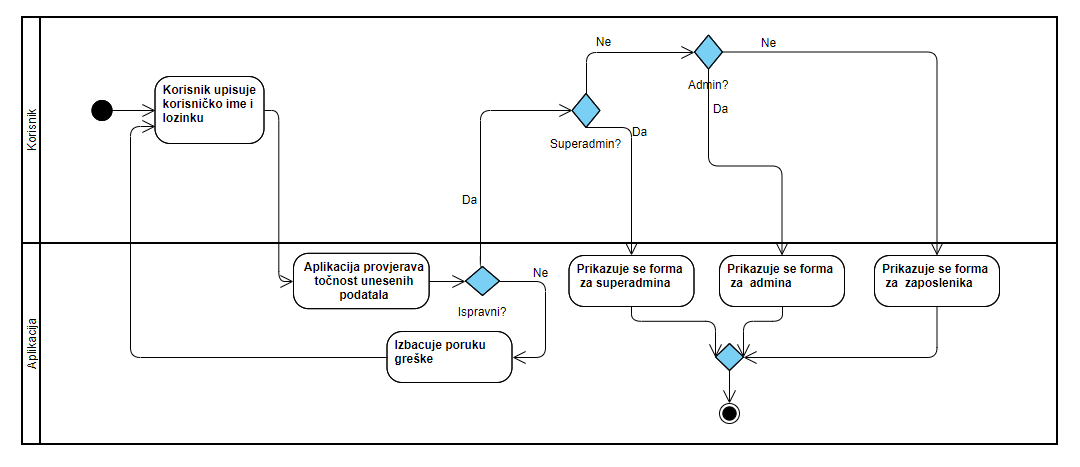 Korisnik
Korisnik upisuje
korisničko ime i
lozinku
Ne
Ne
Admin?
Da
Superadmin?
Da
Da
Aplikacija
Aplikacija provjerava
točnost unesenih
podatala
Ispravni?
Ne
Izbacuje poruku
greške
Prikazuje se forma
za superadmina
Prikazuje se forma
za admina
Prikazuje se forma
za zaposlenika